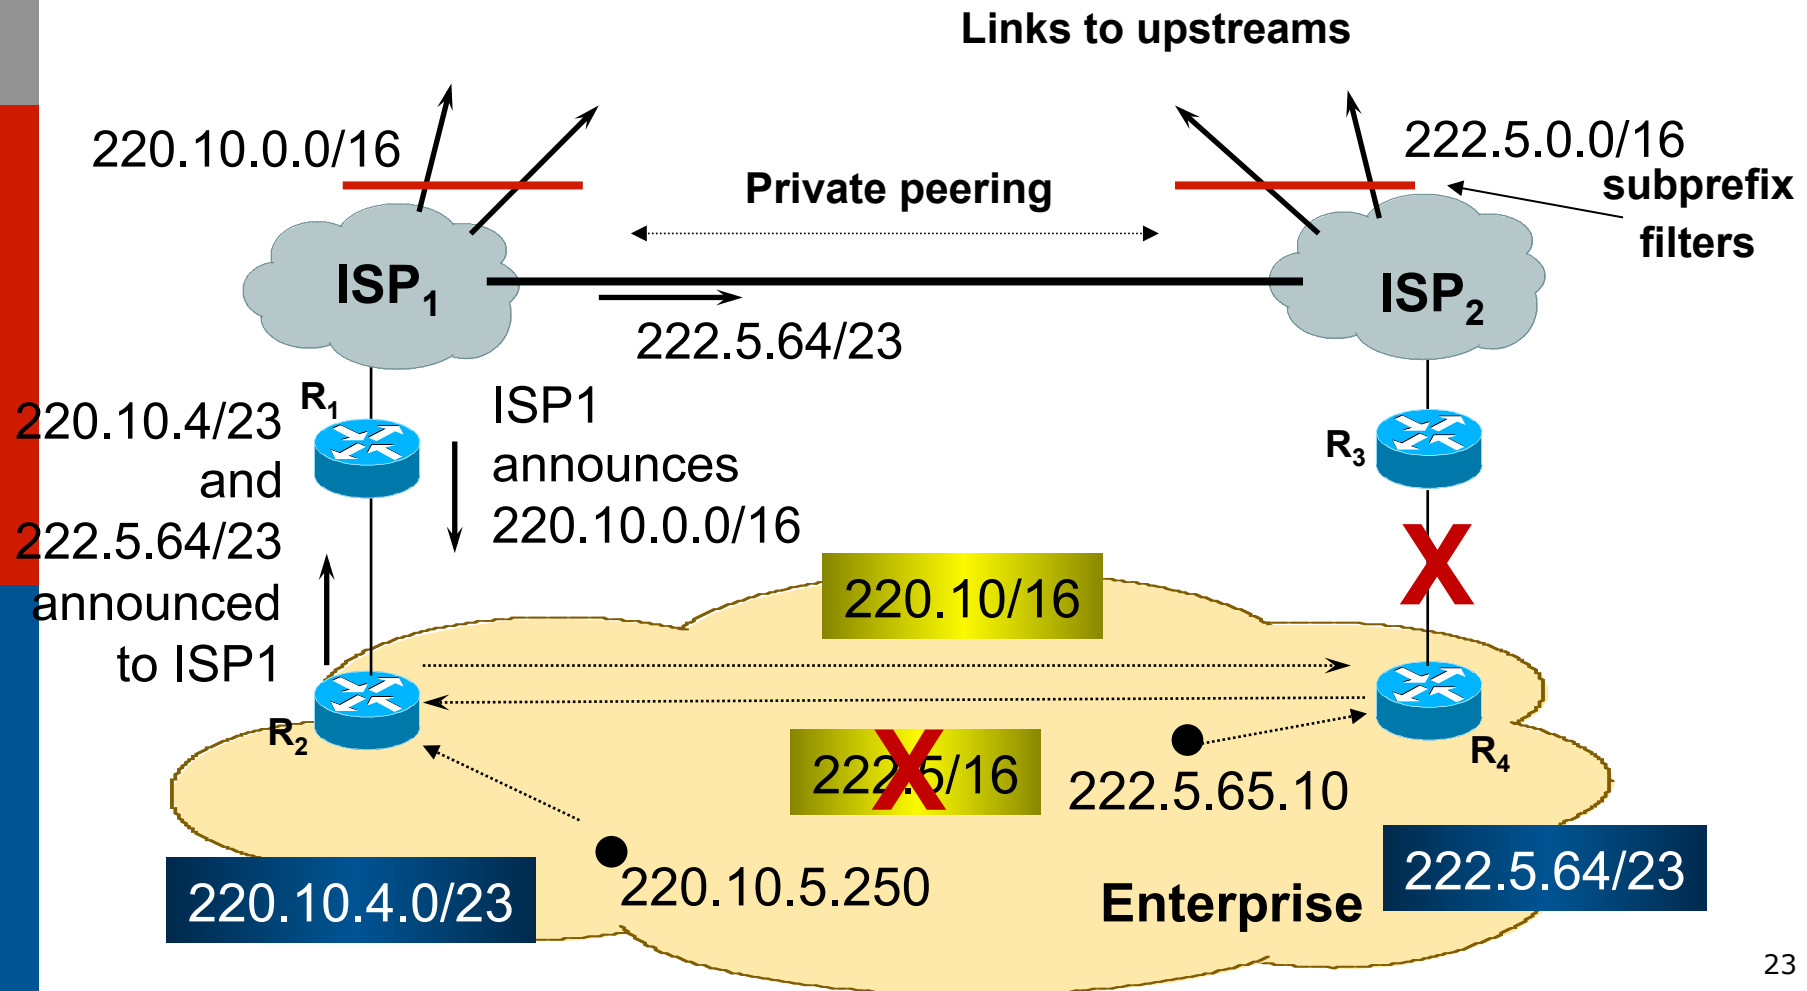 Links to upstreams
220.10.0.0/16
222.5.0.0/16
subprefix
filters
Private peering
ISP1
ISP2
222.5.64/23
R1
220.10.4/23
and
222.5.64/23
announced
to ISP1
ISP1
announces
220.10.0.0/16
R3
X
220.10/16
R2
R4
222.5/16
X
222.5.65.10
220.10.5.250
220.10.4.0/23
Enterprise
222.5.64/23
23